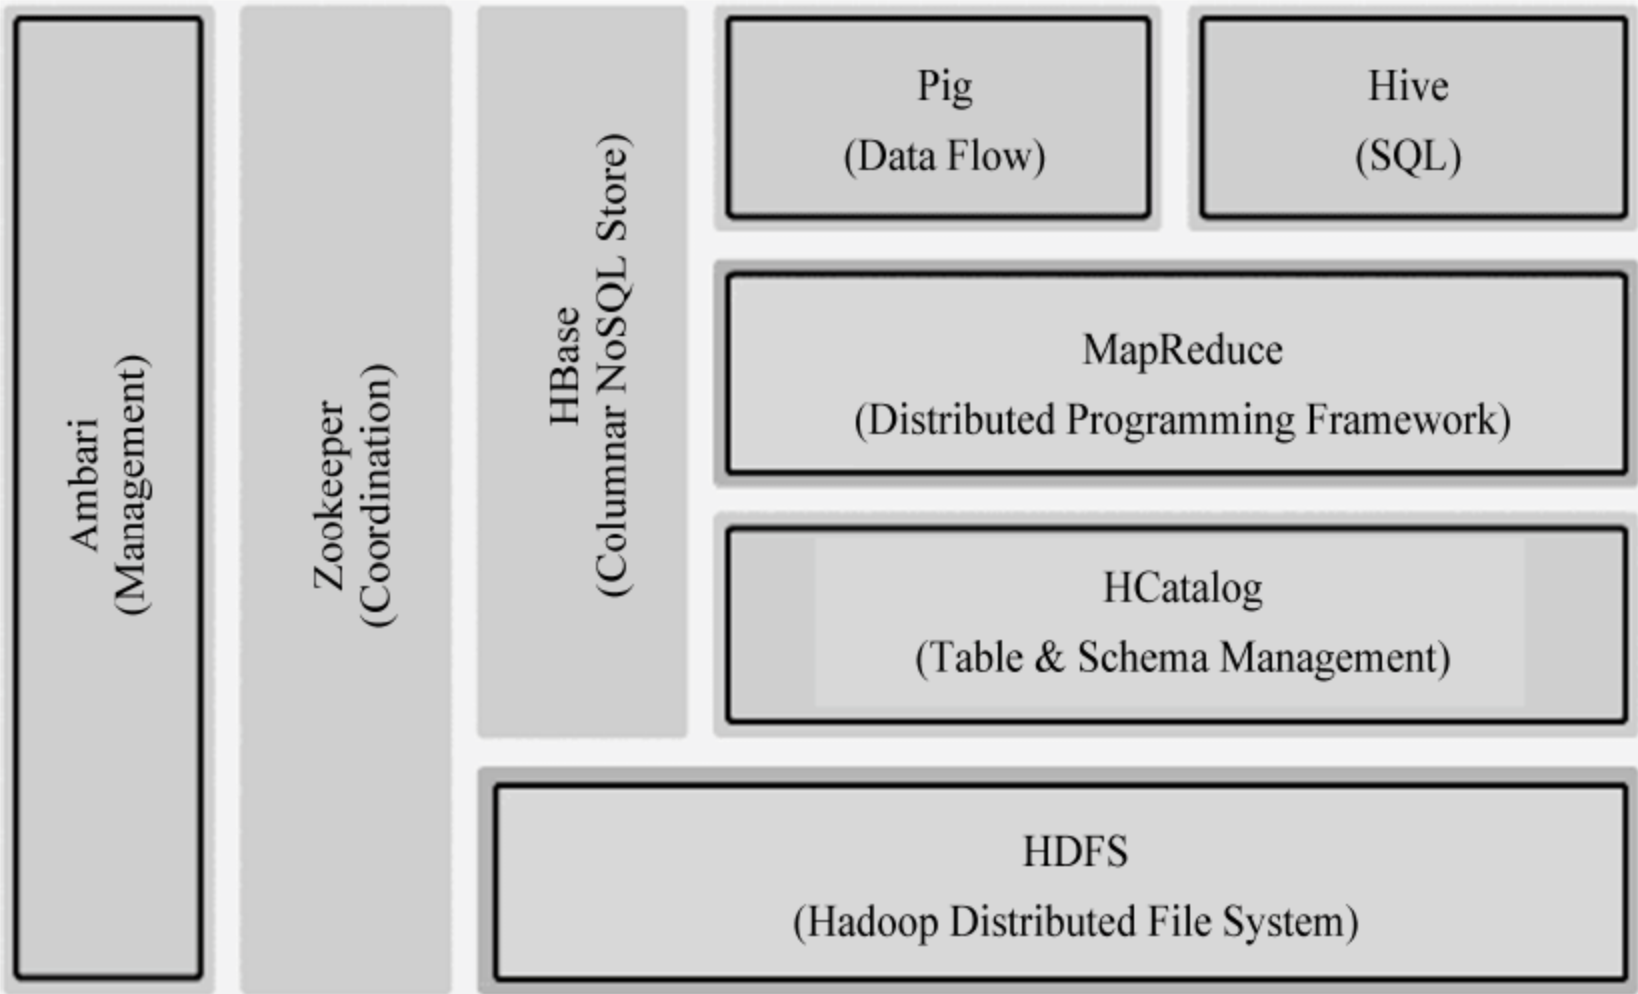 Ambari
(Management)
Zookeeper
(Coordination)
HBase
(Columnar NoSQL Store)
Pig
(Data Flow)
Hive
(SQL)
MapReduce
(Distributed Programming Framework)
HCatalog
(Table & Schema Management)
HDFS
(Hadoop Distributed File System)